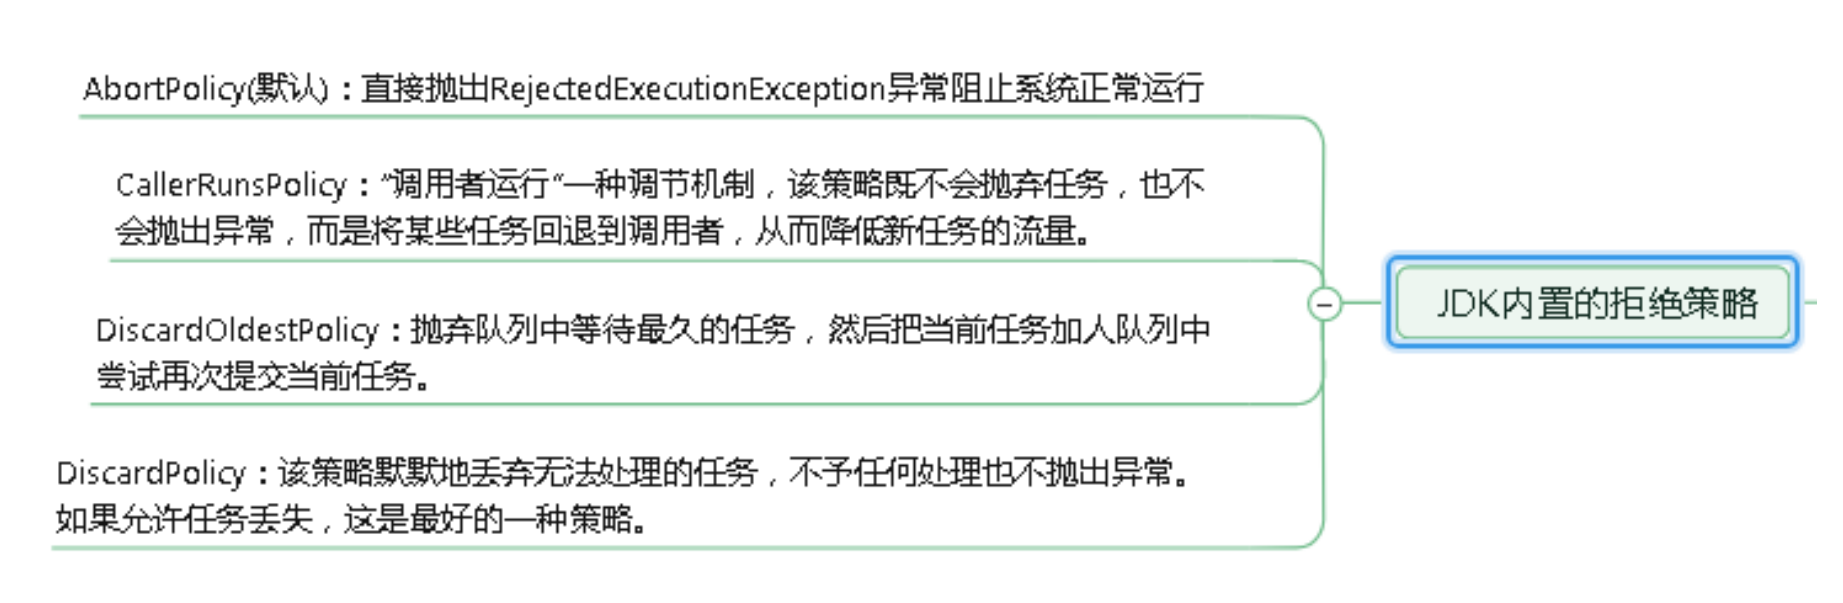 AbortPolicy(默认)：直接抛出RejectedExecutionException异常阻止系统正常运行
CallerRunsPolicy："调用者运行"一种调节机制，该策略既不会抛弃任务，也不
会抛出异常，而是将某些任务回退到调用者，从而降低新任务的流量。
DiscardOldestPolicy：抛弃队列中等待最久的任务，然后把当前任务加人队列中
尝试再次提交当前任务。
DiscardPolicy：该策略默默地丢弃无法处理的任务，不予任何处理也不抛出异常。
如果允许任务丢失，这是最好的一种策略。
JDK内置的拒绝策略